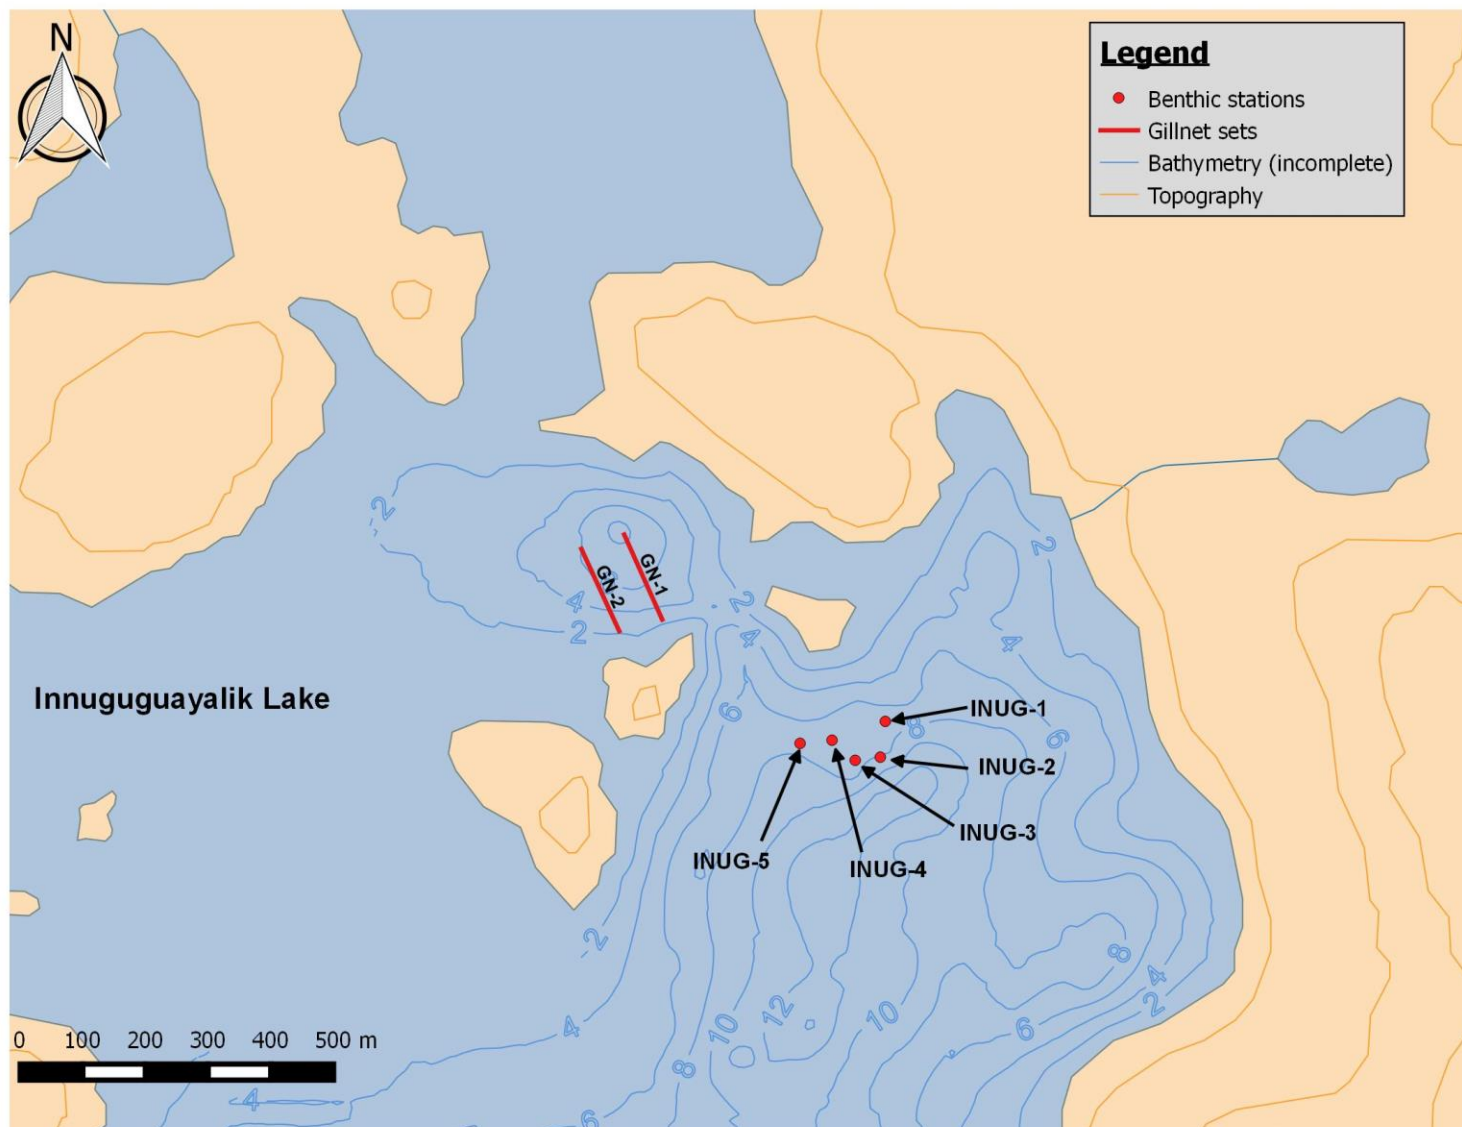 N
Legend
Benthic stations
Gillnet sets
Bathymetry (incomplete)
Topography
2
2
GN-1
GN-2
4
2
2
4
4
Innuguguayalik Lake
6
INUG-1
8
6
INUG-2
INUG-3
INUG-5
INUG-4
2
8
4
2
12
10
10
6
4
8
0 100 200 300 400 500 m
4
6